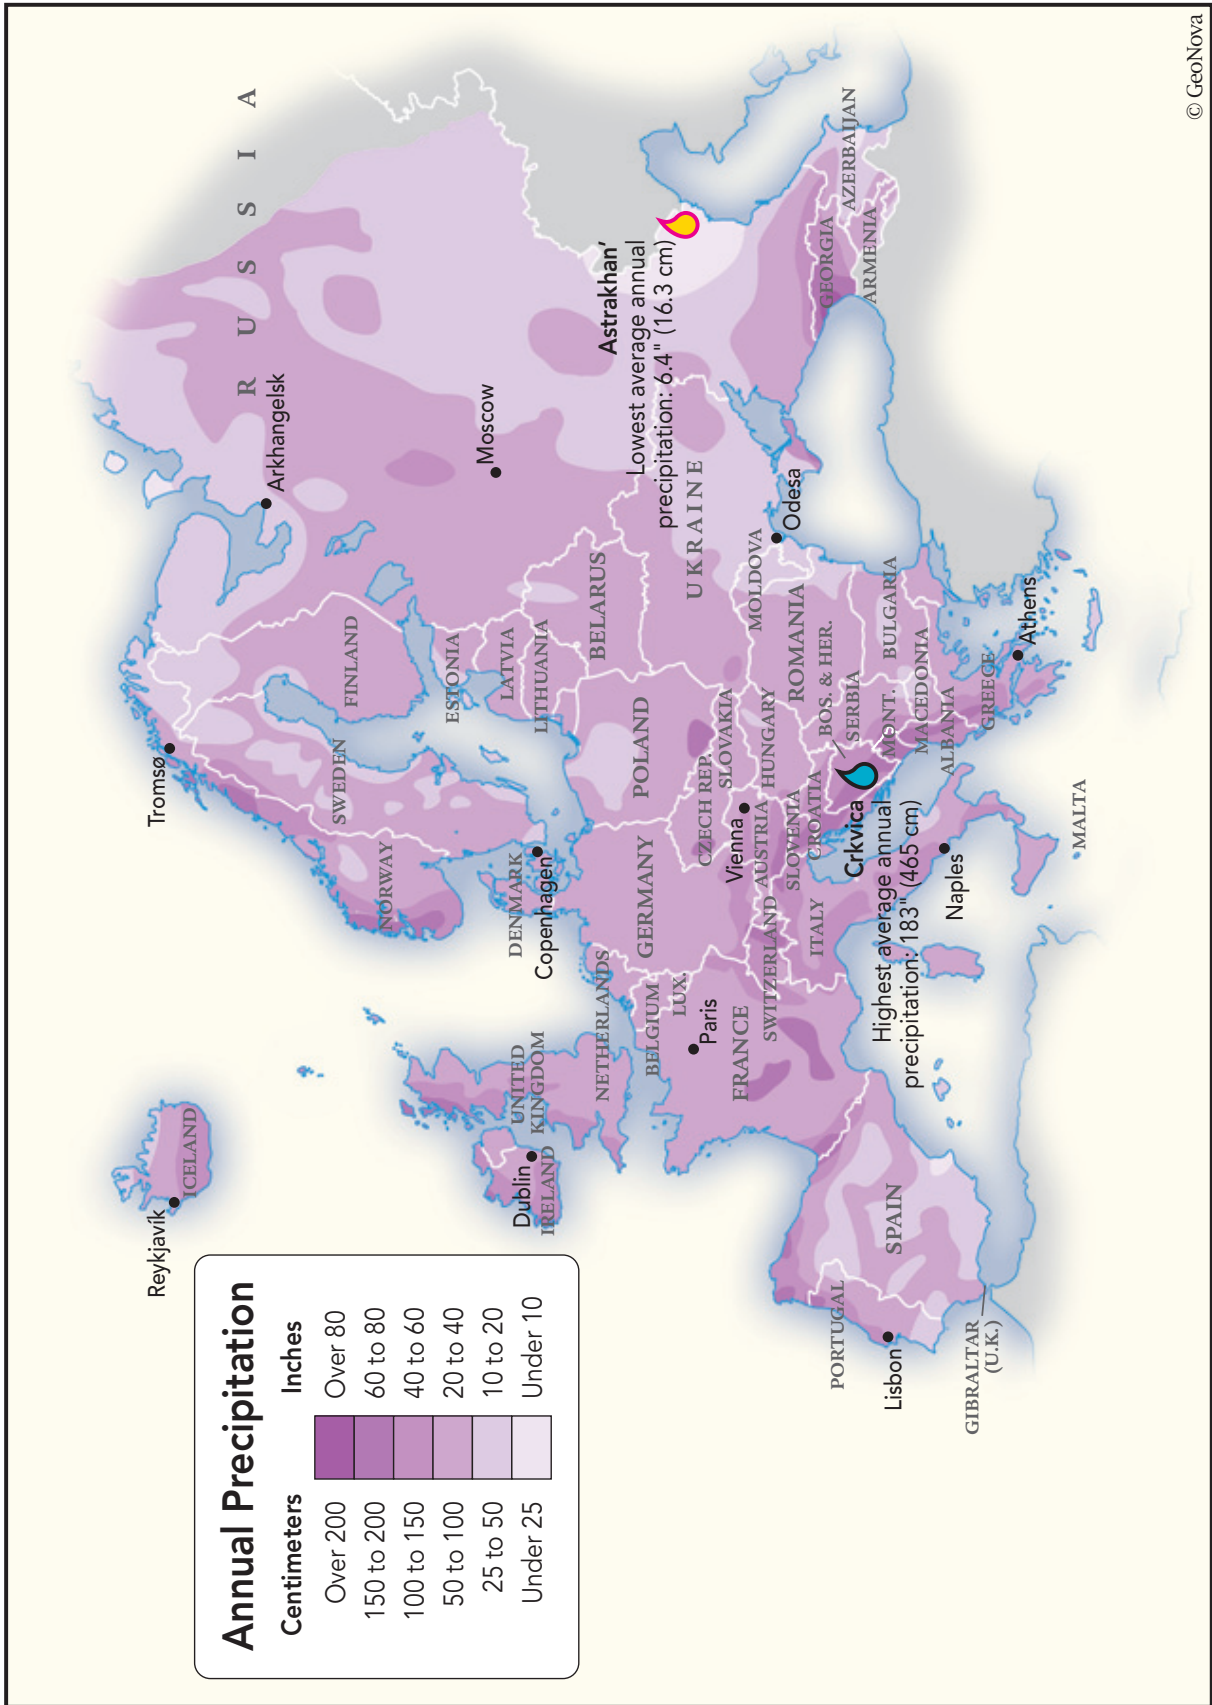 Annual Precipitation
Centimeters Inches
Over 200 Over 80
150 to 200 60 to 80
100 to 150 40 to 60
50 to 100 20 to 40
25 to 50 10 to 20
Under 25 Under 10
Reykjavík
ICELAND
Tromsø
NORWAY
SWEDEN
FINLAND
RUSSIA
Arkhangelsk
Moscow
ESTONIA
LATVIA
LITHUANIA
BELARUS
DENMARK
Copenhagen
UNITED
KINGDOM
Dublin
IRELAND
NETHERLANDS
BELGIUM
LUX.
GERMANY
POLAND
Paris
FRANCE
SWITZERLAND
CZECH REP.
SLOVAKIA
Vienna
AUSTRIA
HUNGARY
SLOVENIA
CROATIA
BOS. & HER.
SERBIA
MONT.
ROMANIA
MOLDOVA
UKRAINE
Odesa
BULGARIA
MACEDONIA
ALBANIA
GREECE
Athens
ITALY
Naples
MALTA
PORTUGAL
Lisbon
SPAIN
GIBRALTAR
(U.K.)
Crkvica
Highest average annual
precipitation: 183" (465 cm)
Astrakhan'
Lowest average annual
precipitation: 6.4" (16.3 cm)
GEORGIA
ARMENIA
AZERBAIJAN
© GeoNova